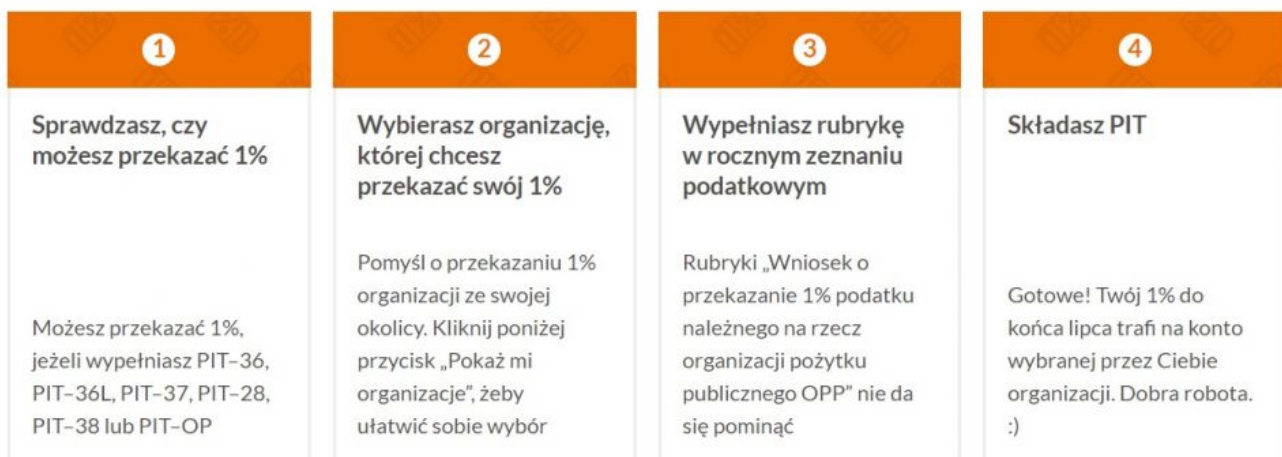 1
Sprawdzasz, czy
możesz przekazać 1%
Możesz przekazać 1%,
jeżeli wypełniasz PIT–36,
PIT–36L, PIT–37, PIT–28,
PIT–38 lub PIT–OP
2
Wybierasz organizację,
której chcesz
przekazać swój 1%
Pomyśl o przekazaniu 1%
organizacji ze swojej
okolicy. Kliknij poniżej
przycisk „Pokaż mi
organizacje”, żeby
ułatwić sobie wybór
3
Wypełniasz rubrykę
w rocznym zeznaniu
podatkowym
Rubryki „Wniosek o
przekazanie 1% podatku
należnego na rzecz
organizacji pożytku
publicznego OPP” nie da
się pominąć
4
Składasz PIT
Gotowe! Twój 1% do
końca lipca trafi na konto
wybranej przez Ciebie
organizacji. Dobra robota.
:)